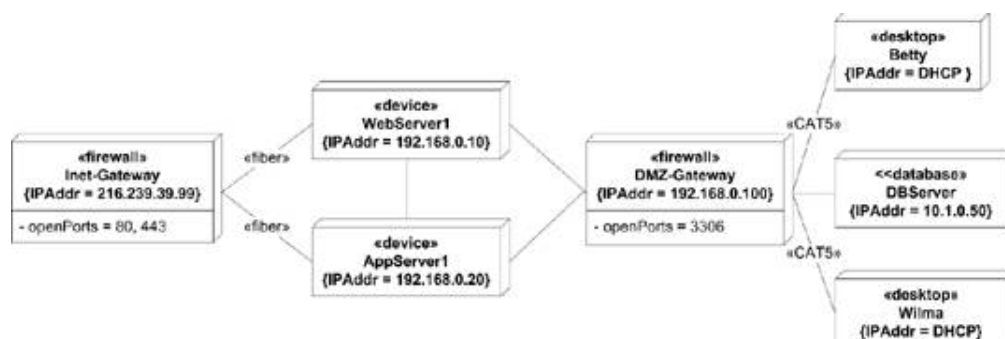 «firewall»
Inet-Gateway
{IPAddr = 216.239.39.99}
- openPorts = 80, 443
«fiber»
«fiber»
«device»
WebServer1
{IPAddr = 192.168.0.10}
«device»
AppServer1
{IPAddr = 192.168.0.20}
«firewall»
DMZ-Gateway
{IPAddr = 192.168.0.100}
- openPorts = 3306
«CAT5»
«CAT5»
«desktop»
Betty
{IPAddr = DHCP }
<<database>>
DBServer
{IPAddr = 10.1.0.50}
«desktop»
Wilma
{IPAddr = DHCP}